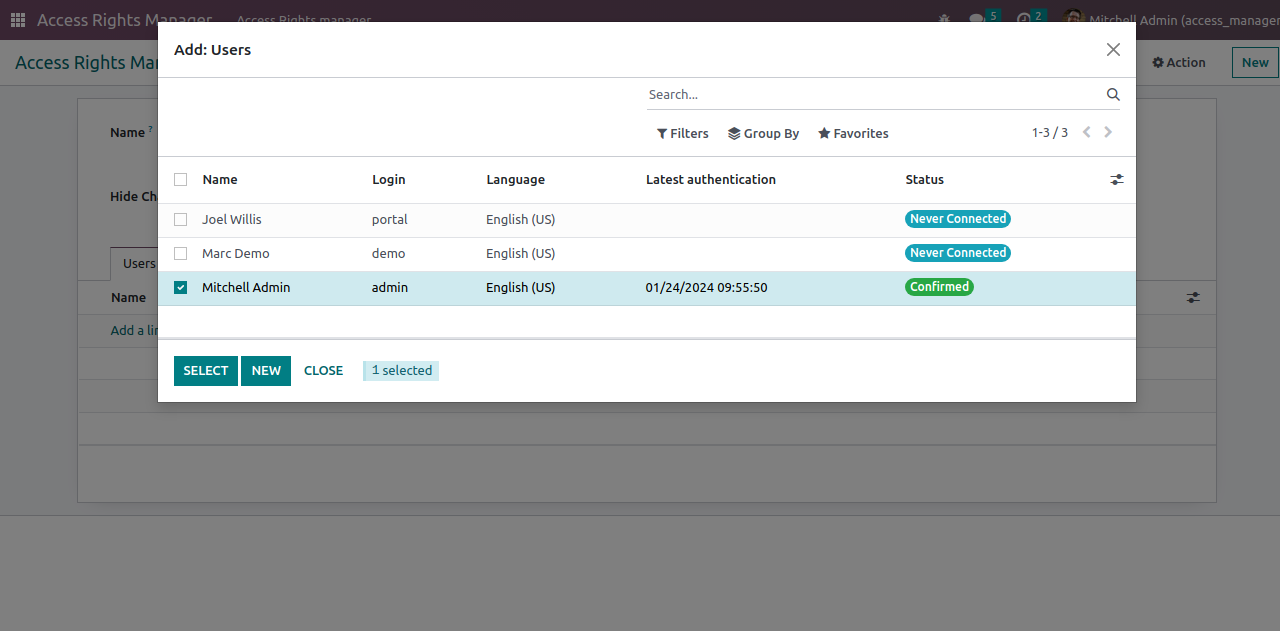 Access Rights Manager Access Rights manager 5 2 Mitchell Admin (access_manager
Add: Users
Access Rights Ma Action New
Search...
Name ? Filters Group By Favorites 1-3 / 3
Name Login Language Latest authentication Status
Hide Ch
Joel Willis portal English (US) Never Connected
Marc Demo demo English (US) Never Connected
Users
Mitchell Admin admin English (US) 01/24/2024 09:55:50 Confirmed
Name
Add a lin
SELECT NEW CLOSE 1 selected